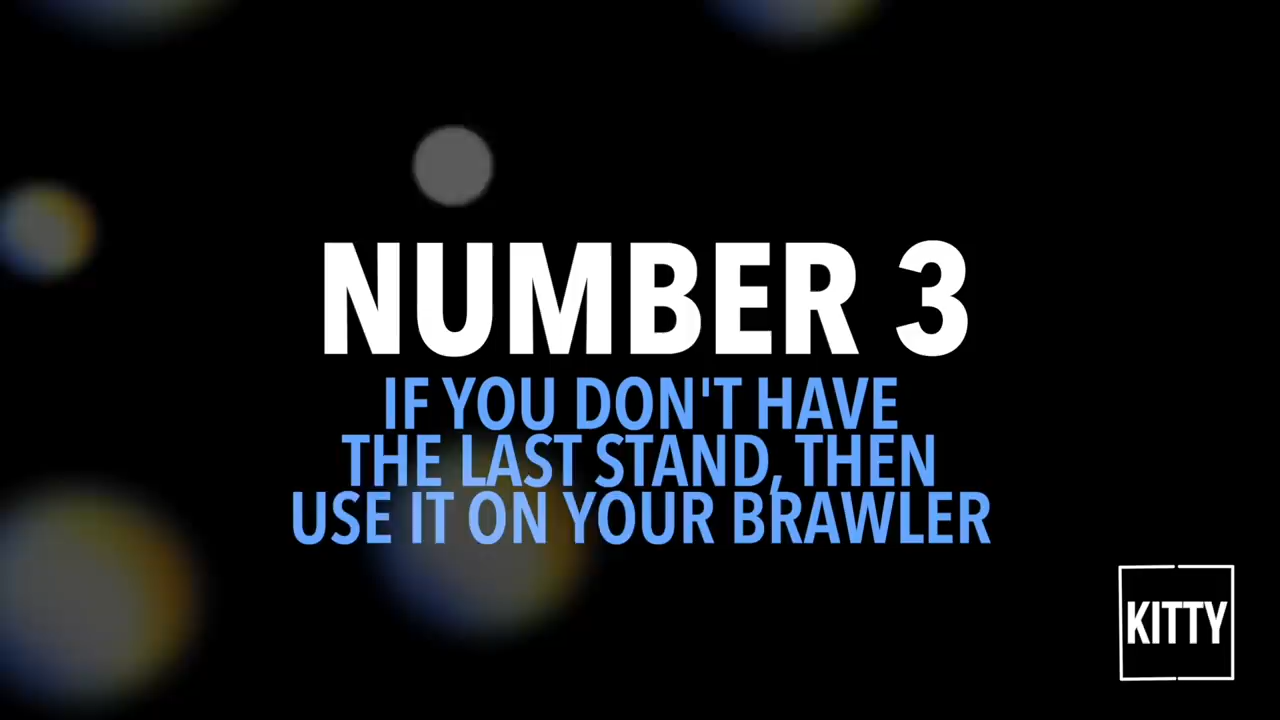 NUMBER 3
IF YOU DON'T HAVE
THE LAST STAND, THEN
USE IT ON YOUR BRAWLER
KITTY